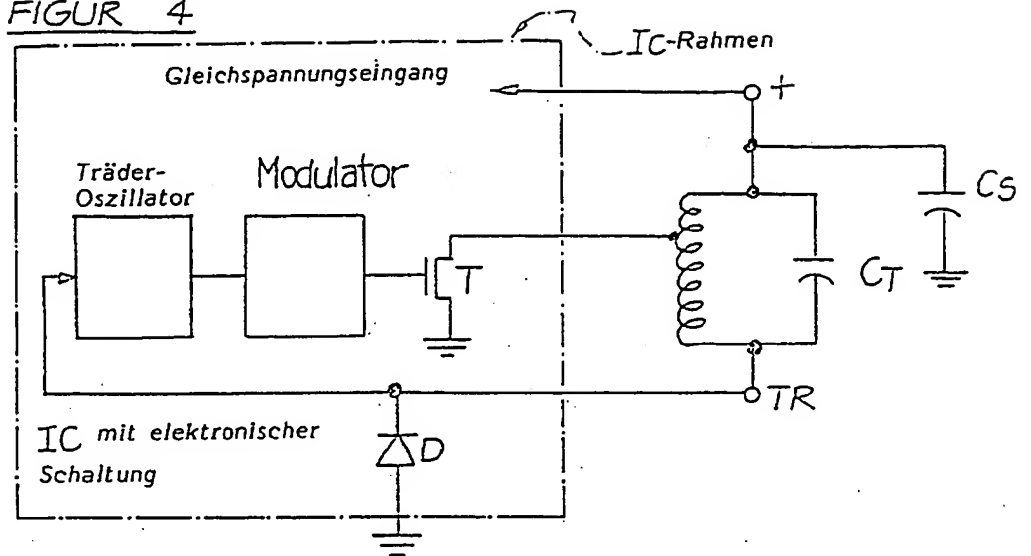 FIGUR 4
IC-Rahmen
Gleichspannungseingang
+
Träder-
Oszillator
Modulator
CS
T
CT
TR
IC mit elektronischer
Schaltung
D